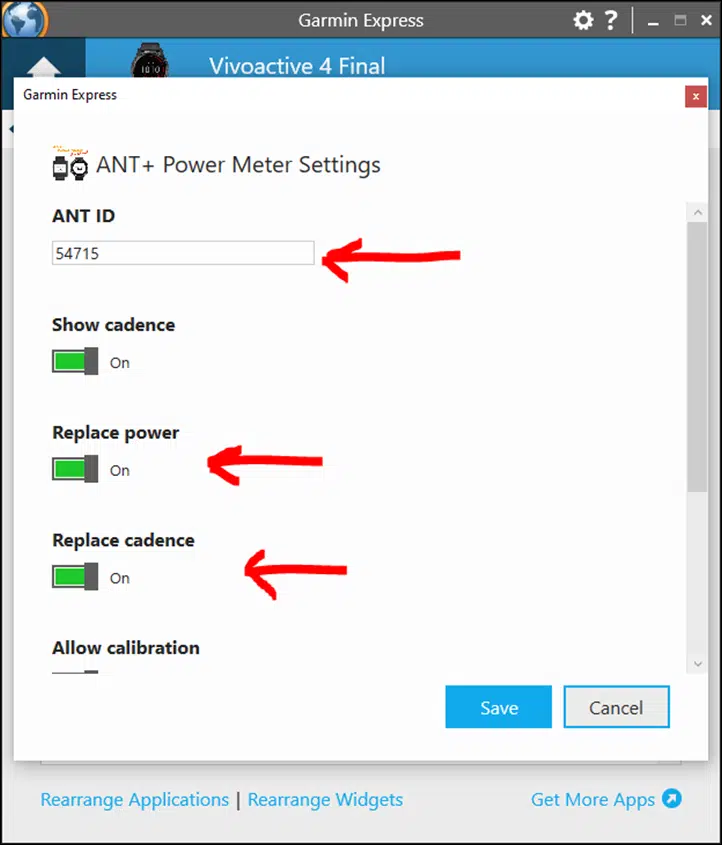 Garmin Express
Vivoactive 4 Final
Garmin Express
ANT+ Power Meter Settings
ANT ID
54715
Show cadence
On
Replace power
On
Replace cadence
On
Allow calibration
Save
Cancel
Rearrange Applications | Rearrange Widgets
Get More Apps